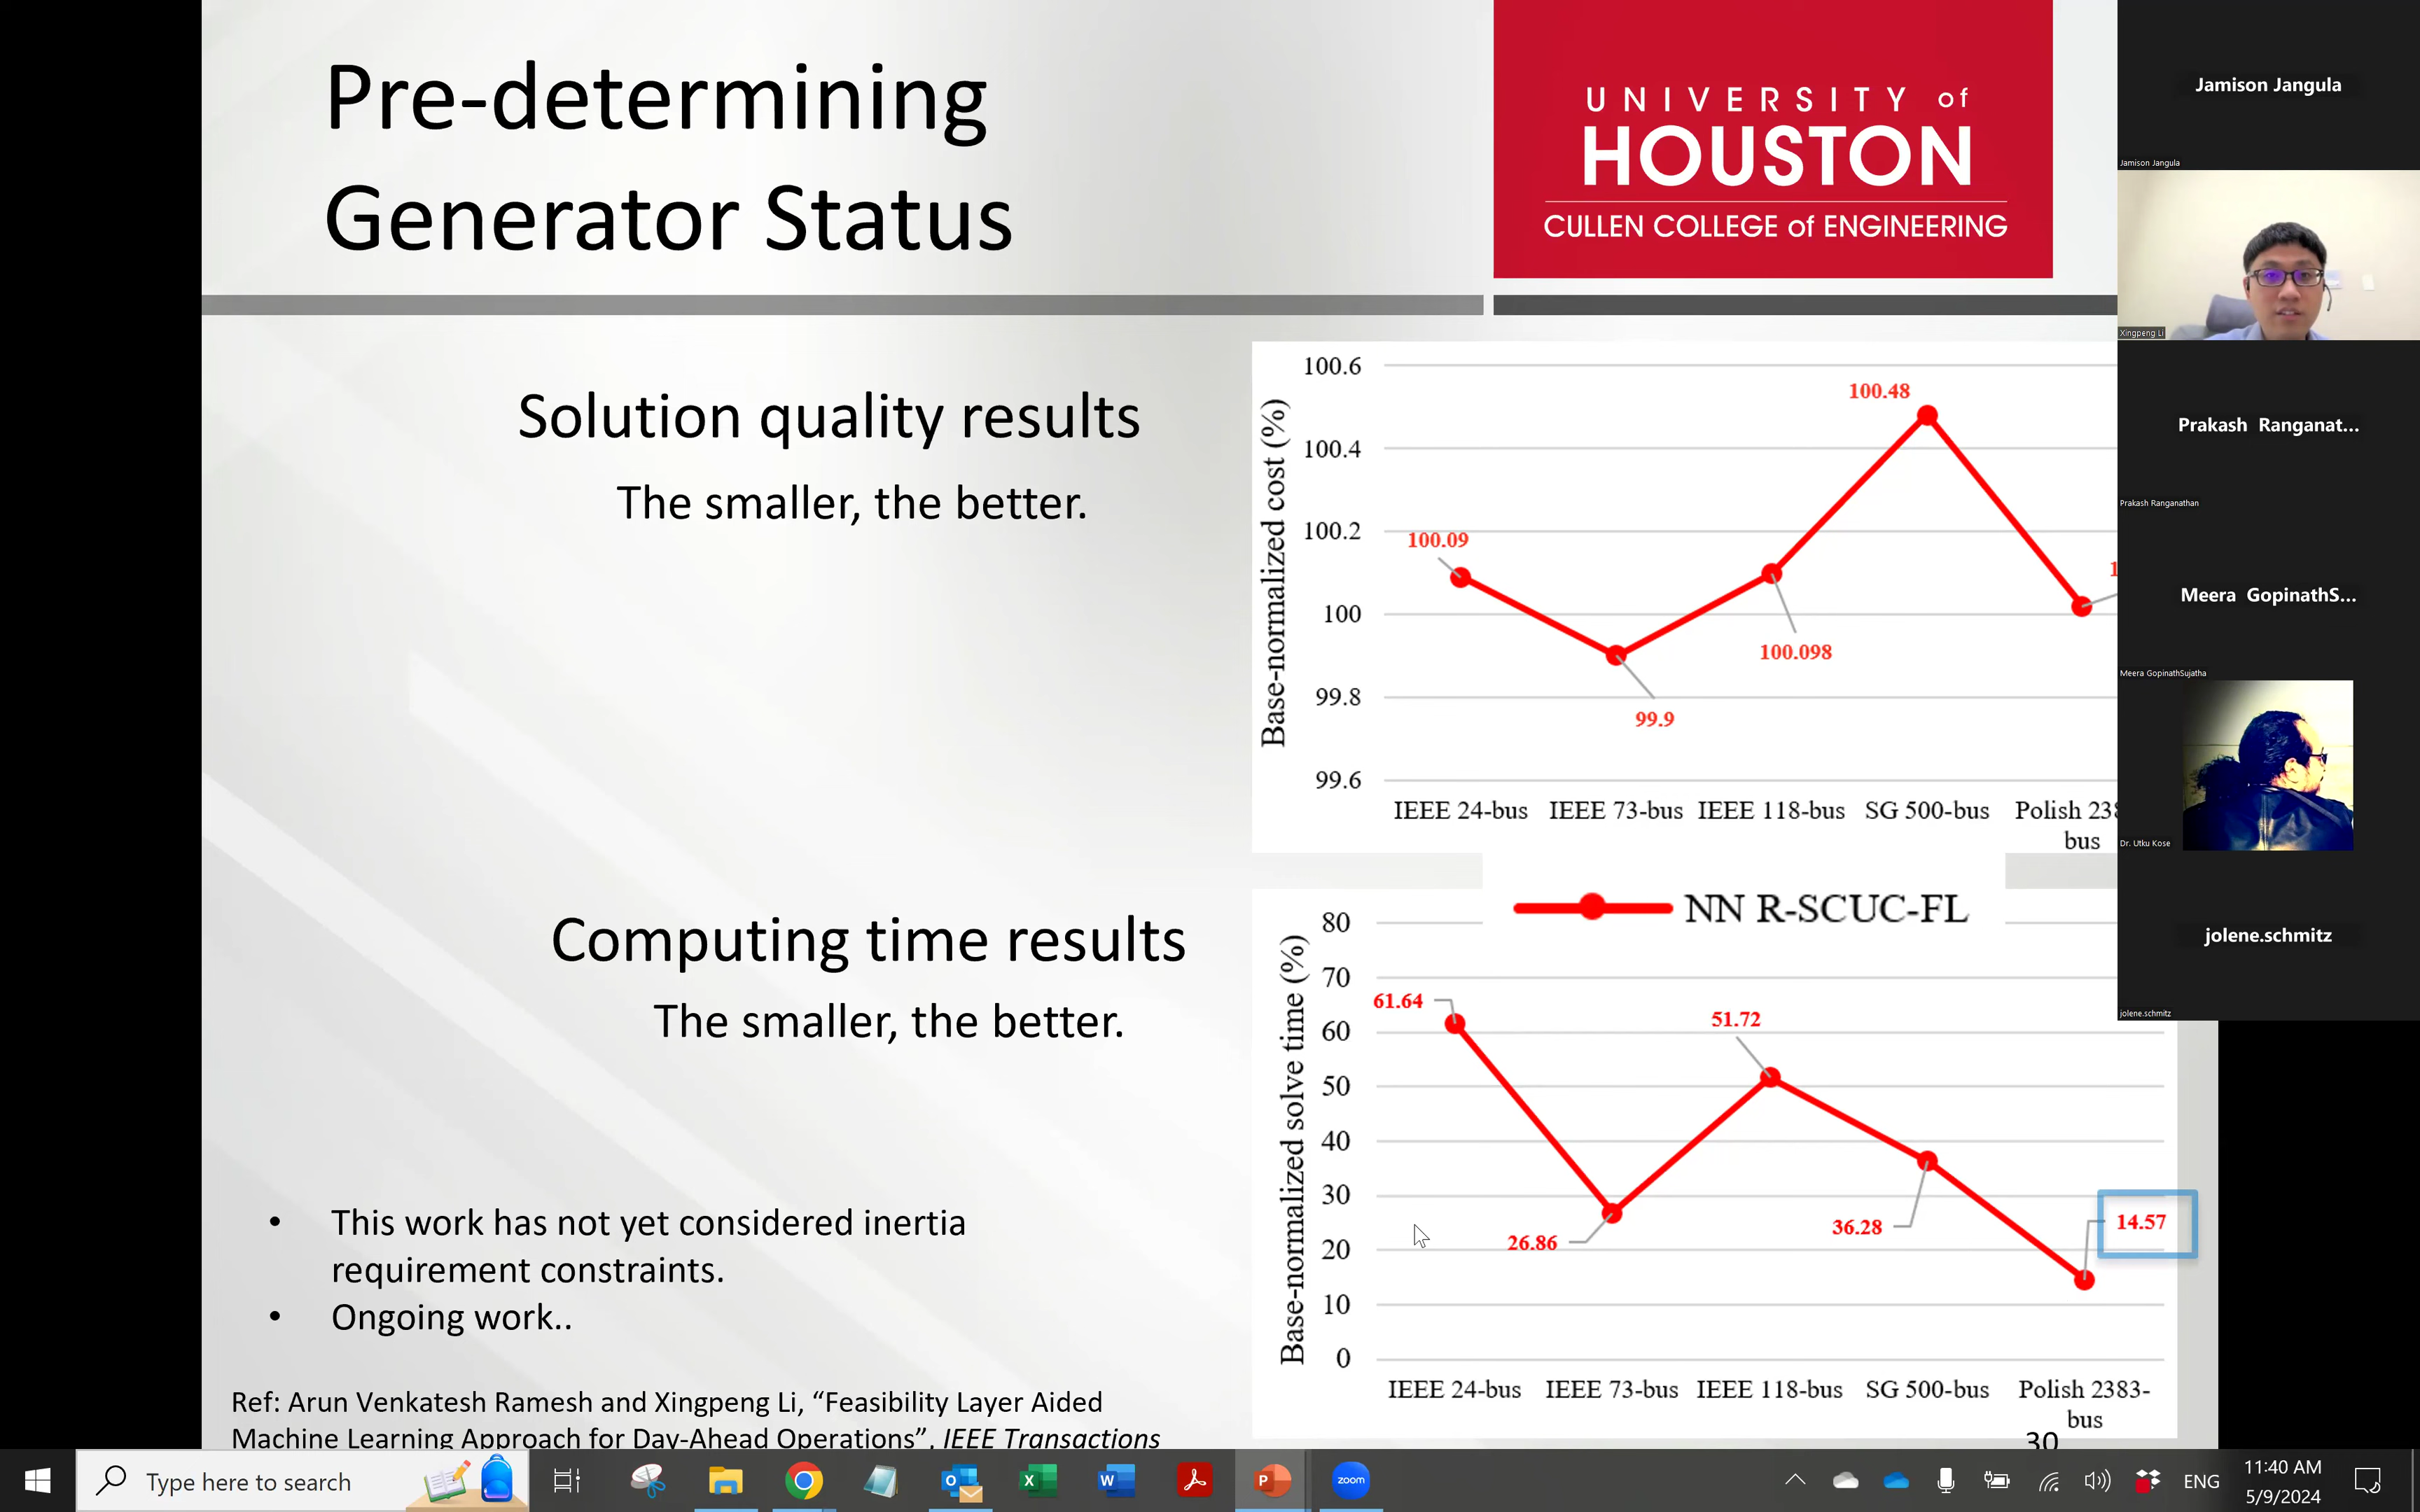 Pre-determining
Generator Status
UNIVERSITY of
HOUSTON
CULLEN COLLEGE of ENGINEERING
Solution quality results
The smaller, the better.
Base-normalized cost (%)
100.6
100.4
100.2
100
99.8
99.6
100.09
99.9
100.098
100.48
1
IEEE 24-bus IEEE 73-bus IEEE 118-bus SG 500-bus Polish 238
bus
NN R-SCUC-FL
Computing time results
The smaller, the better.
Base-normalized solve time (%)
80
70
60
50
40
30
20
10
0
61.64
26.86
51.72
36.28
14.57
IEEE 24-bus IEEE 73-bus IEEE 118-bus SG 500-bus Polish 2383-
bus
• This work has not yet considered inertia
requirement constraints.
• Ongoing work..
Ref: Arun Venkatesh Ramesh and Xingpeng Li, “Feasibility Layer Aided
Machine Learning Approach for Day-Ahead Operations”, IEEE Transactions
30
Jamison Jangula
Jamison Jangula
Xingpeng Li
Prakash Ranganat...
Prakash Ranganathan
Meera GopinathS...
Meera GopinathSujatha
Dr. Utku Kose
jolene.schmitz
jolene.schmitz
Type here to search
zoom
ENG
11:40 AM
5/9/2024